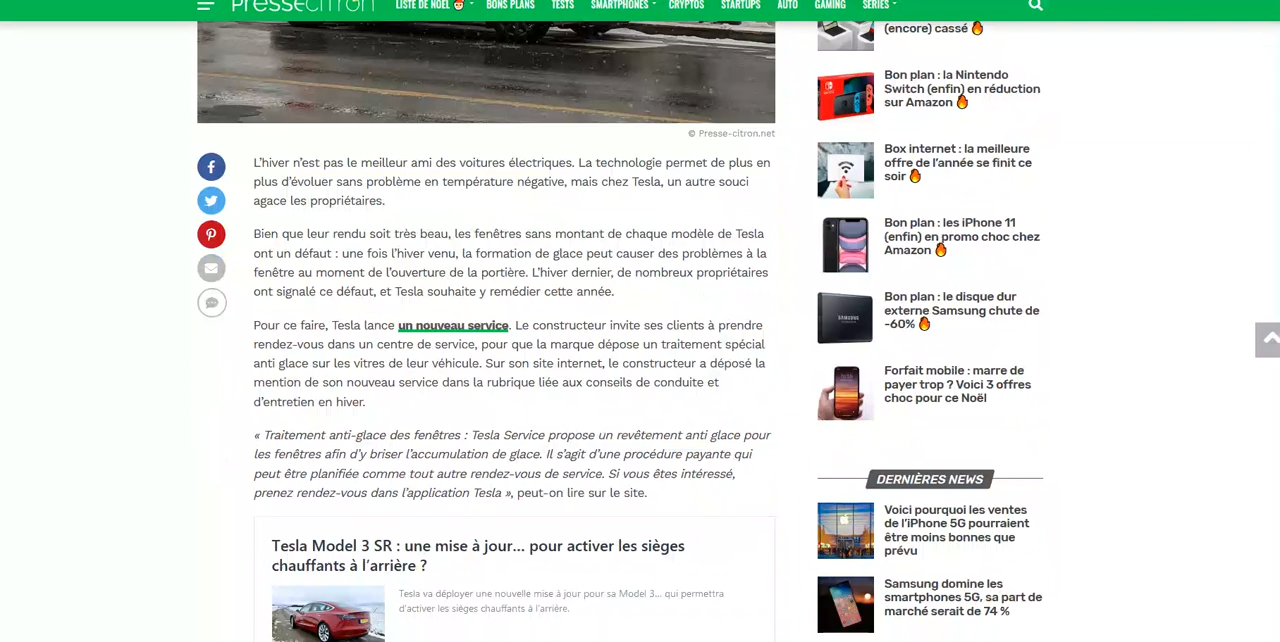 Pressecitron
LISTE DE NOËL BONS PLANS TESTS SMARTPHONES CRYPTOS STARTUPS AUTO GAMING SÉRIES
© Presse-citron.net
L'hiver n'est pas le meilleur ami des voitures électriques. La technologie permet de plus en
plus d'évoluer sans problème en température négative, mais chez Tesla, un autre souci
agace les propriétaires.
Bien que leur rendu soit très beau, les fenêtres sans montant de chaque modèle de Tesla
ont un défaut : une fois l'hiver venu, la formation de glace peut causer des problèmes à la
fenêtre au moment de l'ouverture de la portière. L'hiver dernier, de nombreux propriétaires
ont signalé ce défaut, et Tesla souhaite y remédier cette année.
Pour ce faire, Tesla lance un nouveau service. Le constructeur invite ses clients à prendre
rendez-vous dans un centre de service, pour que la marque dépose un traitement spécial
anti glace sur les vitres de leur véhicule. Sur son site internet, le constructeur a déposé la
mention de son nouveau service dans la rubrique liée aux conseils de conduite et
d'entretien en hiver.
« Traitement anti-glace des fenêtres : Tesla Service propose un revêtement anti glace pour
les fenêtres afin d'y briser l'accumulation de glace. Il s'agit d'une procédure payante qui
peut être planifiée comme tout autre rendez-vous de service. Si vous êtes intéressé,
prenez rendez-vous dans l'application Tesla », peut-on lire sur le site.
Tesla Model 3 SR : une mise à jour... pour activer les sièges
chauffants à l'arrière ?
Tesla va déployer une nouvelle mise à jour pour sa Model 3... qui permettra
d'activer les sièges chauffants à l'arrière.
(encore) cassé 🔥
Bon plan : la Nintendo
Switch (enfin) en réduction
sur Amazon 🔥
Box internet : la meilleure
offre de l'année se finit ce
soir 🔥
Bon plan : les iPhone 11
(enfin) en promo choc chez
Amazon 🔥
Bon plan : le disque dur
externe Samsung chute de
-60% 🔥
SAMSUNG
Forfait mobile : marre de
payer trop ? Voici 3 offres
choc pour ce Noël
DERNIÈRES NEWS
Voici pourquoi les ventes
de l'iPhone 5G pourraient
être moins bonnes que
prévu
Samsung domine les
smartphones 5G, sa part de
marché serait de 74 %